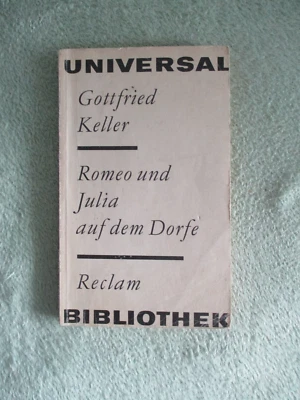 UNIVERSAL
Gottfried
Keller
Romeo und
Julia
auf dem Dorfe
Reclam
BIBLIOTHEK